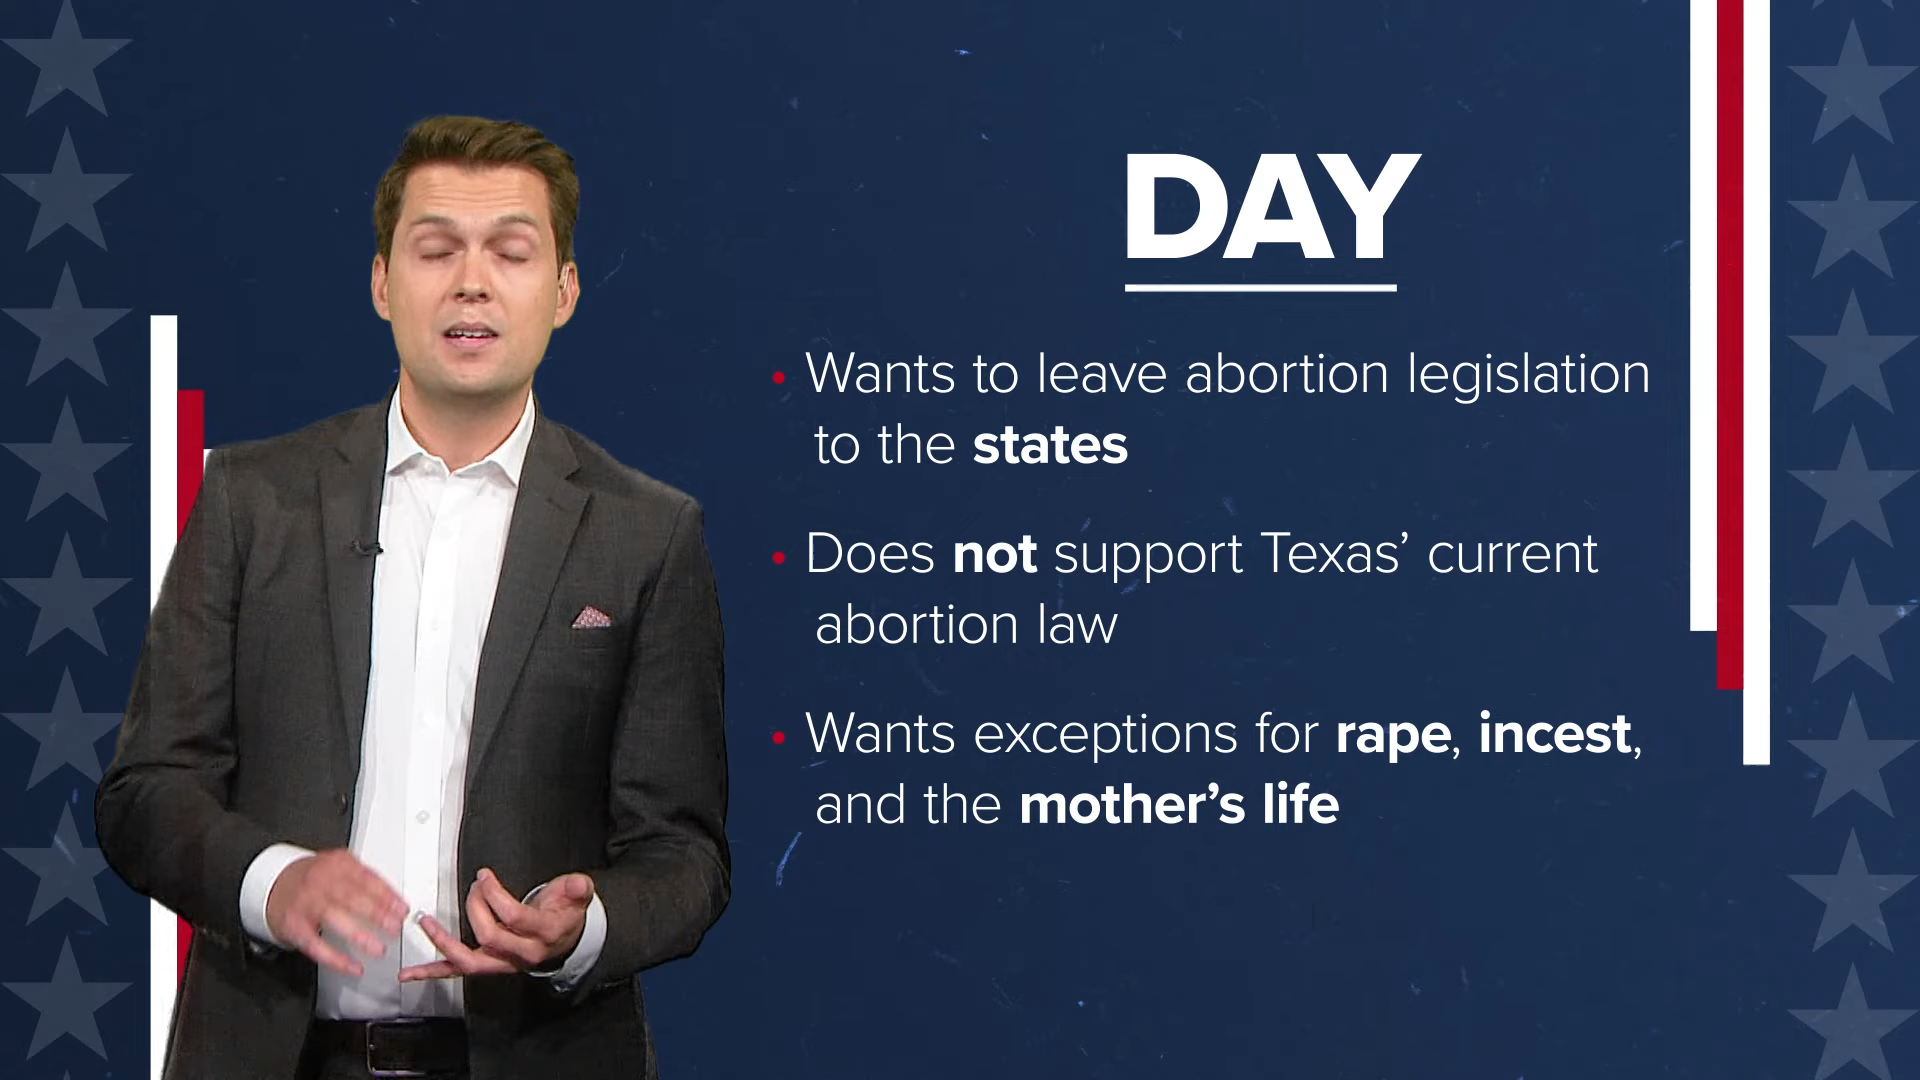 DAY
• Wants to leave abortion legislation
to the states
• Does not support Texas’ current
abortion law
• Wants exceptions for rape, incest,
and the mother’s life